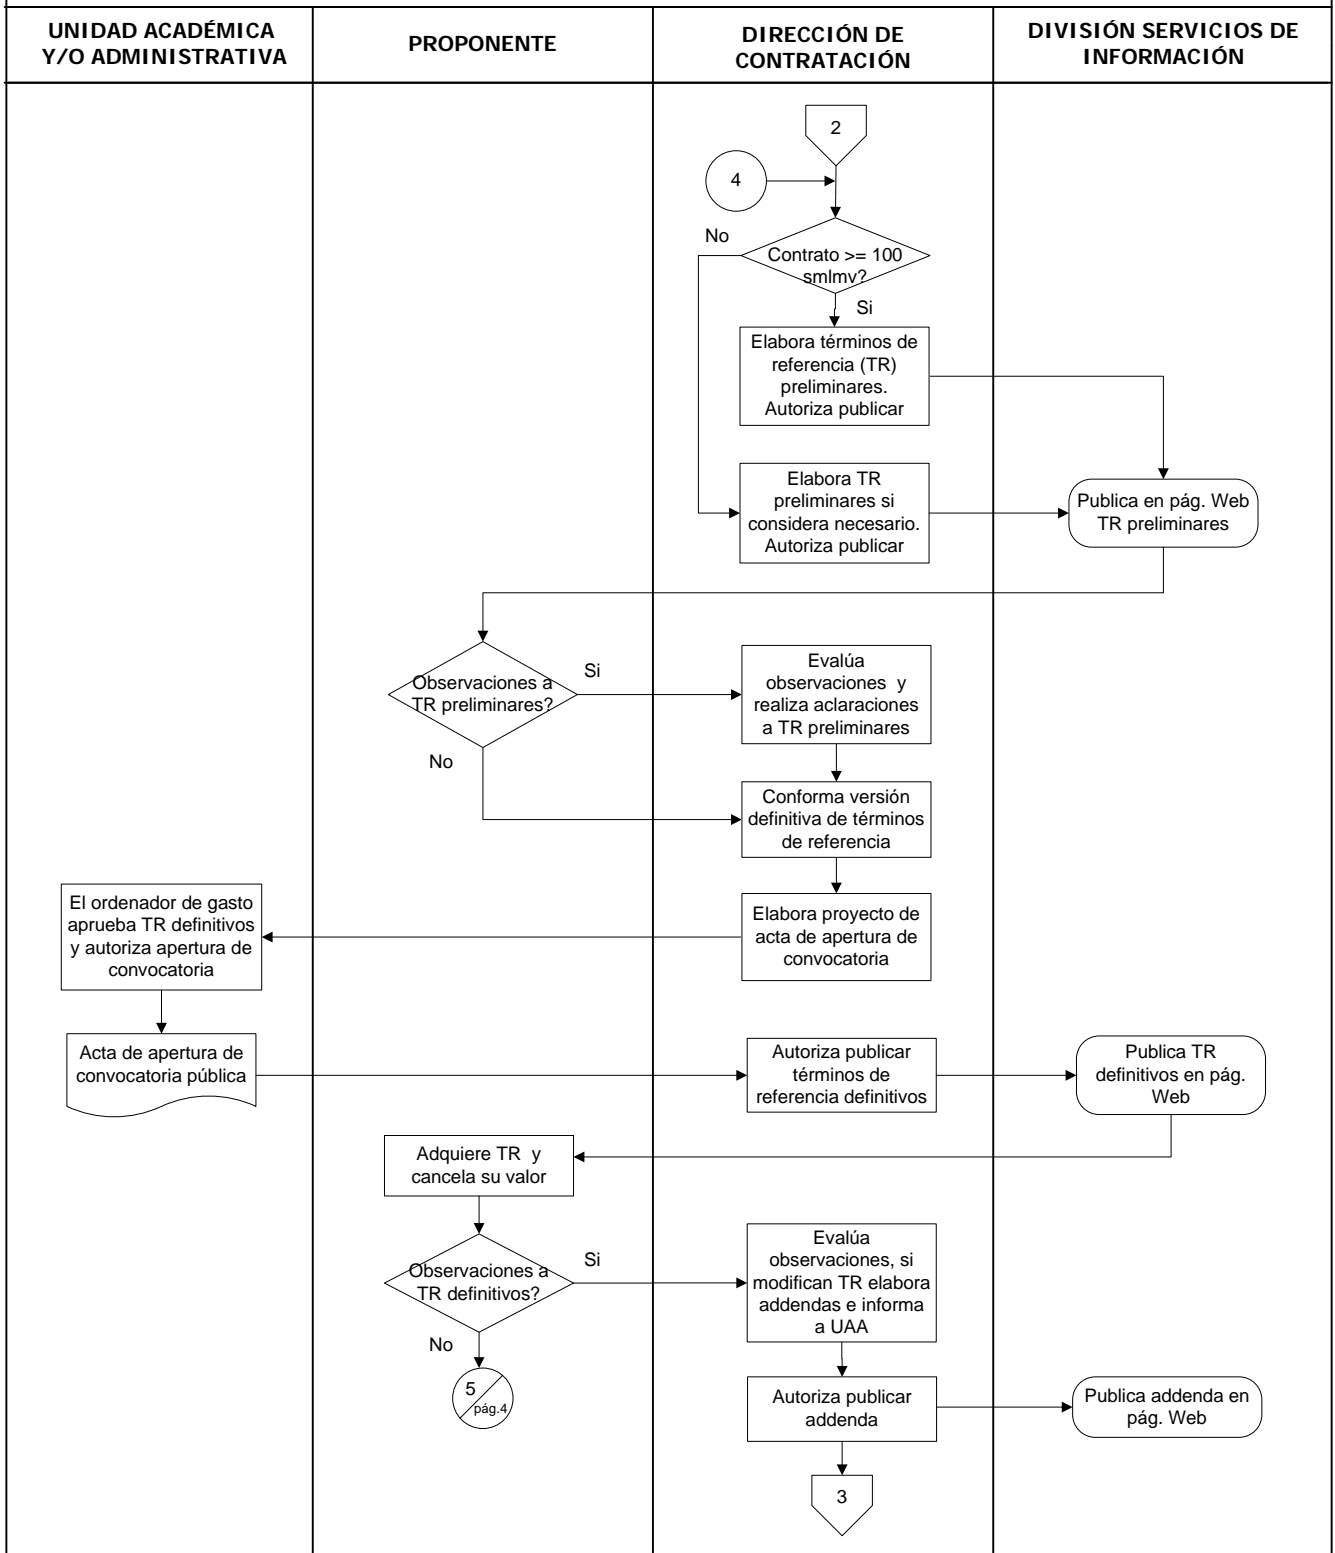 UNIDAD ACADÉMICA
Y/O ADMINISTRATIVA
PROPONENTE
DIRECCIÓN DE
CONTRATACIÓN
DIVISIÓN SERVICIOS DE
INFORMACIÓN
2
4
No
Contrato >= 100
smlmv?
Si
Elabora términos de
referencia (TR)
preliminares.
Autoriza publicar
Elabora TR
preliminares si
considera necesario.
Autoriza publicar
Publica en pág. Web
TR preliminares
Observaciones a
TR preliminares?
Si
No
Evalúa
observaciones y
realiza aclaraciones
a TR preliminares
Conforma versión
definitiva de términos
de referencia
Elabora proyecto de
acta de apertura de
convocatoria
El ordenador de gasto
aprueba TR definitivos
y autoriza apertura de
convocatoria
Acta de apertura de
convocatoria pública
Autoriza publicar
términos de
referencia definitivos
Publica TR
definitivos en pág.
Web
Adquiere TR y
cancela su valor
Observaciones a
TR definitivos?
Si
No
5
pág.4
Evalúa
observaciones, si
modifican TR elabora
addendas e informa
a UAA
Autoriza publicar
addenda
Publica addenda en
pág. Web
3